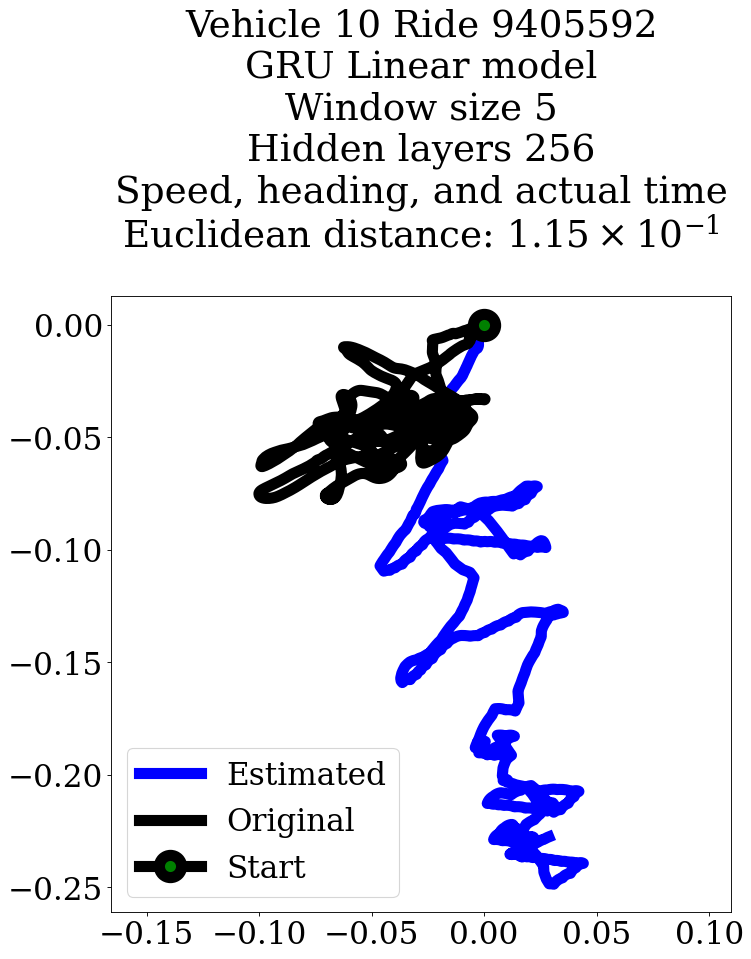 Vehicle 10 Ride 9405592
GRU Linear model
Window size 5
Hidden layers 256
Speed, heading, and actual time
Euclidean distance: 1.15 × 10⁻¹
0.00
−0.05
−0.10
−0.15
−0.20
−0.25
Estimated
Original
Start
−0.15 −0.10 −0.05 0.00 0.05 0.10